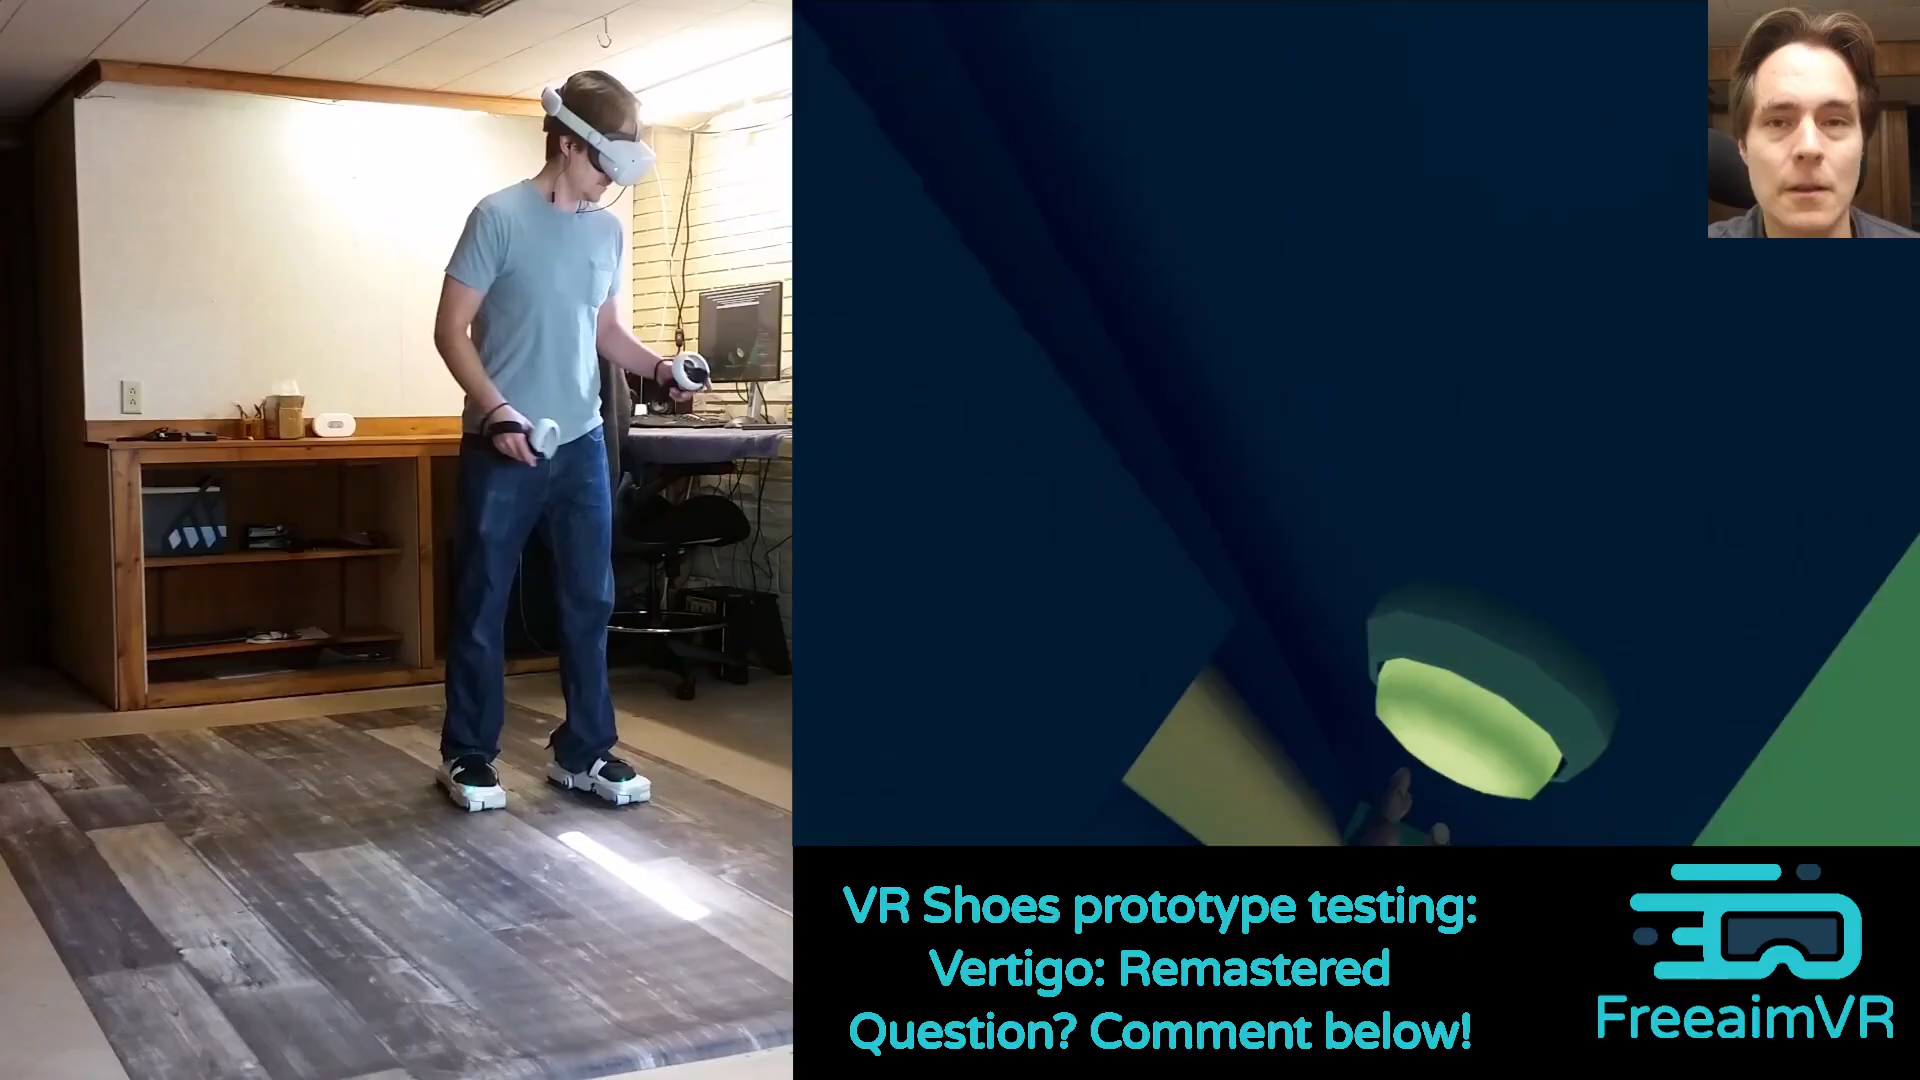 VR Shoes prototype testing:
Vertigo: Remastered
Question? Comment below!
FreeaimVR